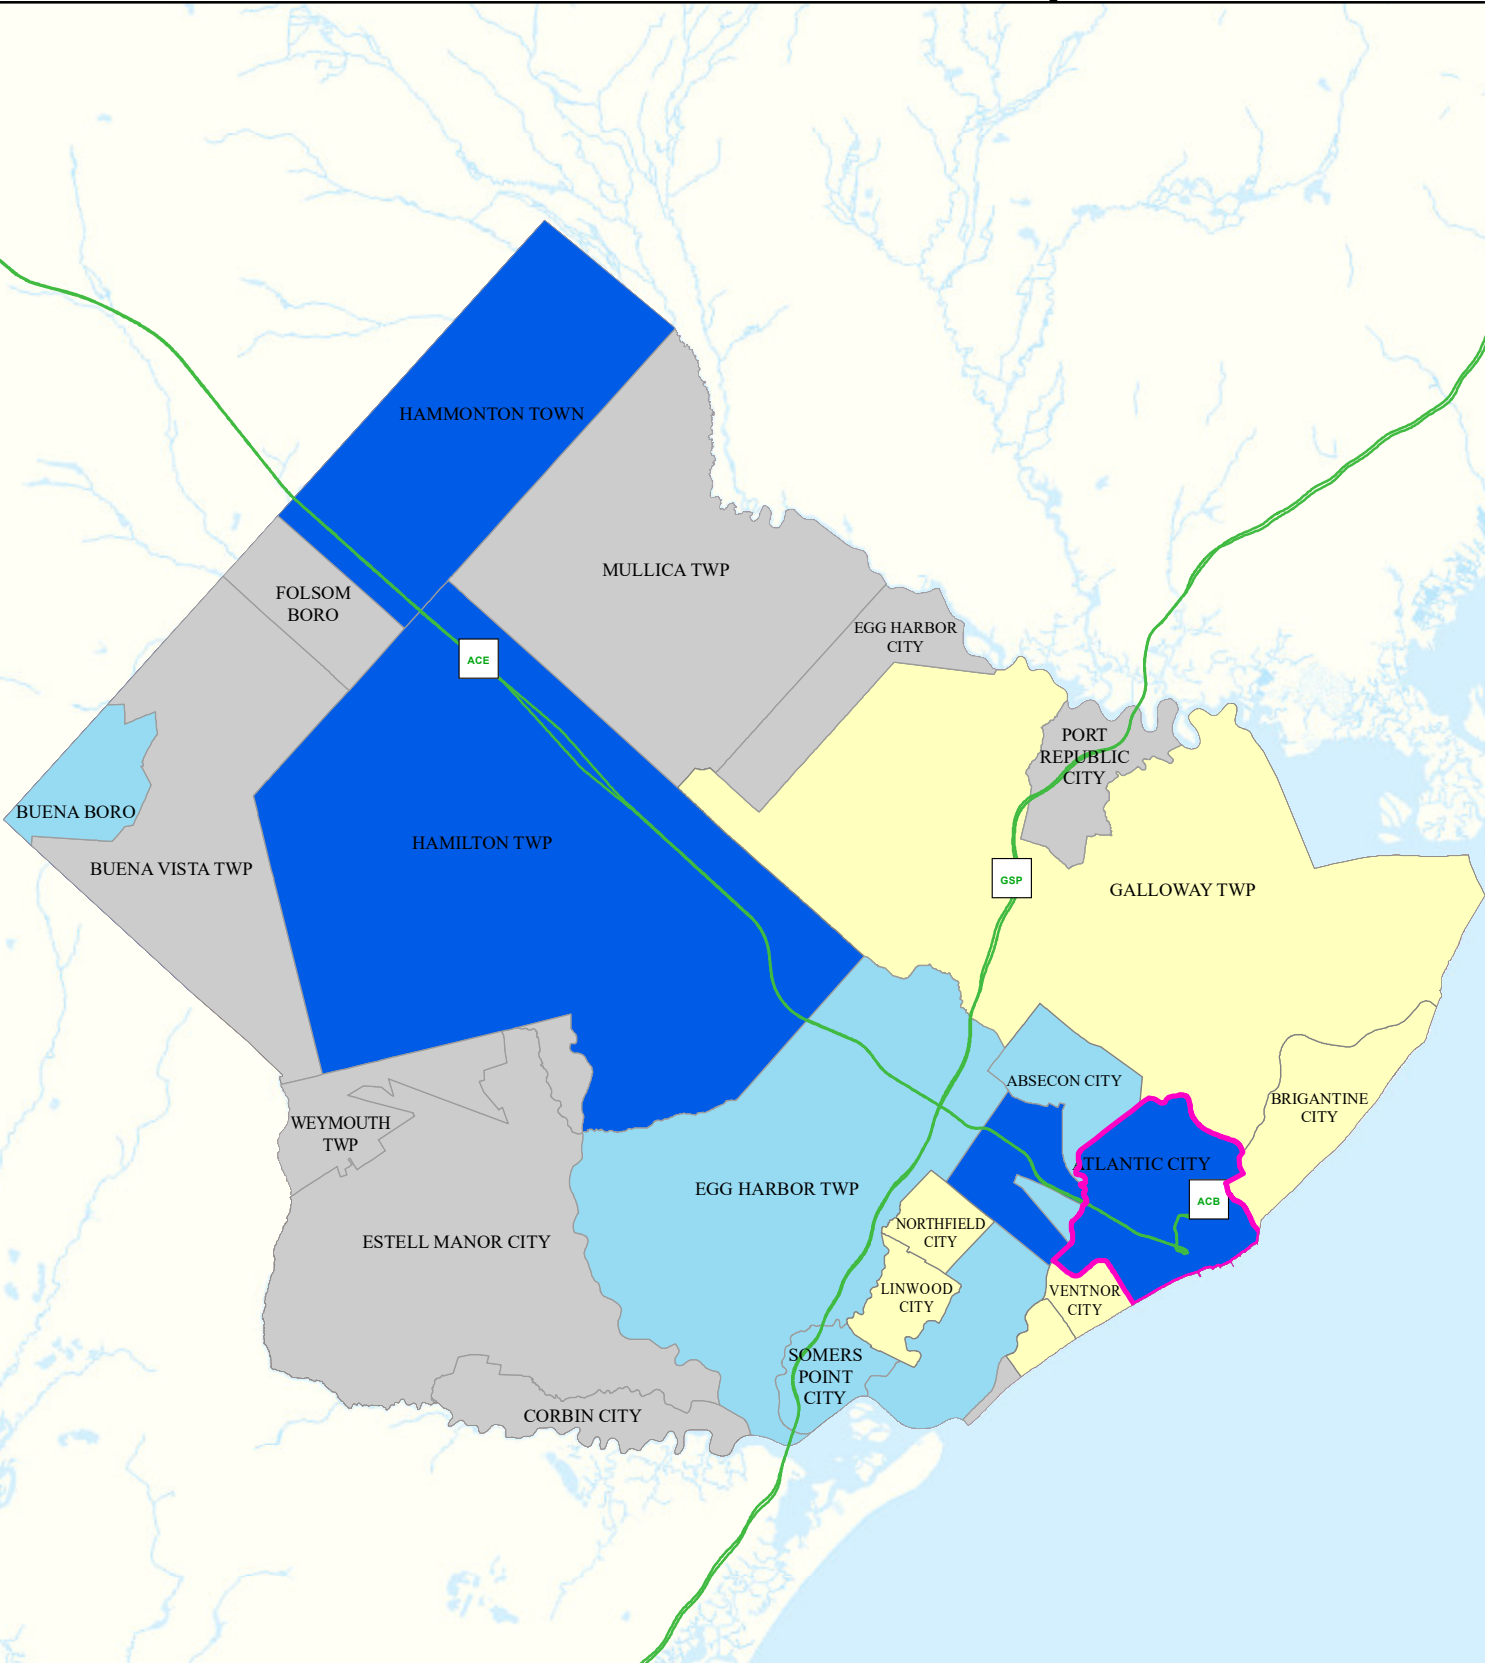 HAMMONTON TOWN
MULLICA TWP
FOLSOM
BORO
EGG HARBOR
CITY
ACE
PORT
REPUBLIC
CITY
BUENA BORO
HAMILTON TWP
BUENA VISTA TWP
GSP
GALLOWAY TWP
ABSECON CITY
BRIGANTINE
CITY
WEYMOUTH
TWP
ATLANTIC CITY
EGG HARBOR TWP
ACB
NORTHFIELD
CITY
ESTELL MANOR CITY
LINWOOD
CITY
VENTNOR
CITY
SOMERS
POINT
CITY
CORBIN CITY